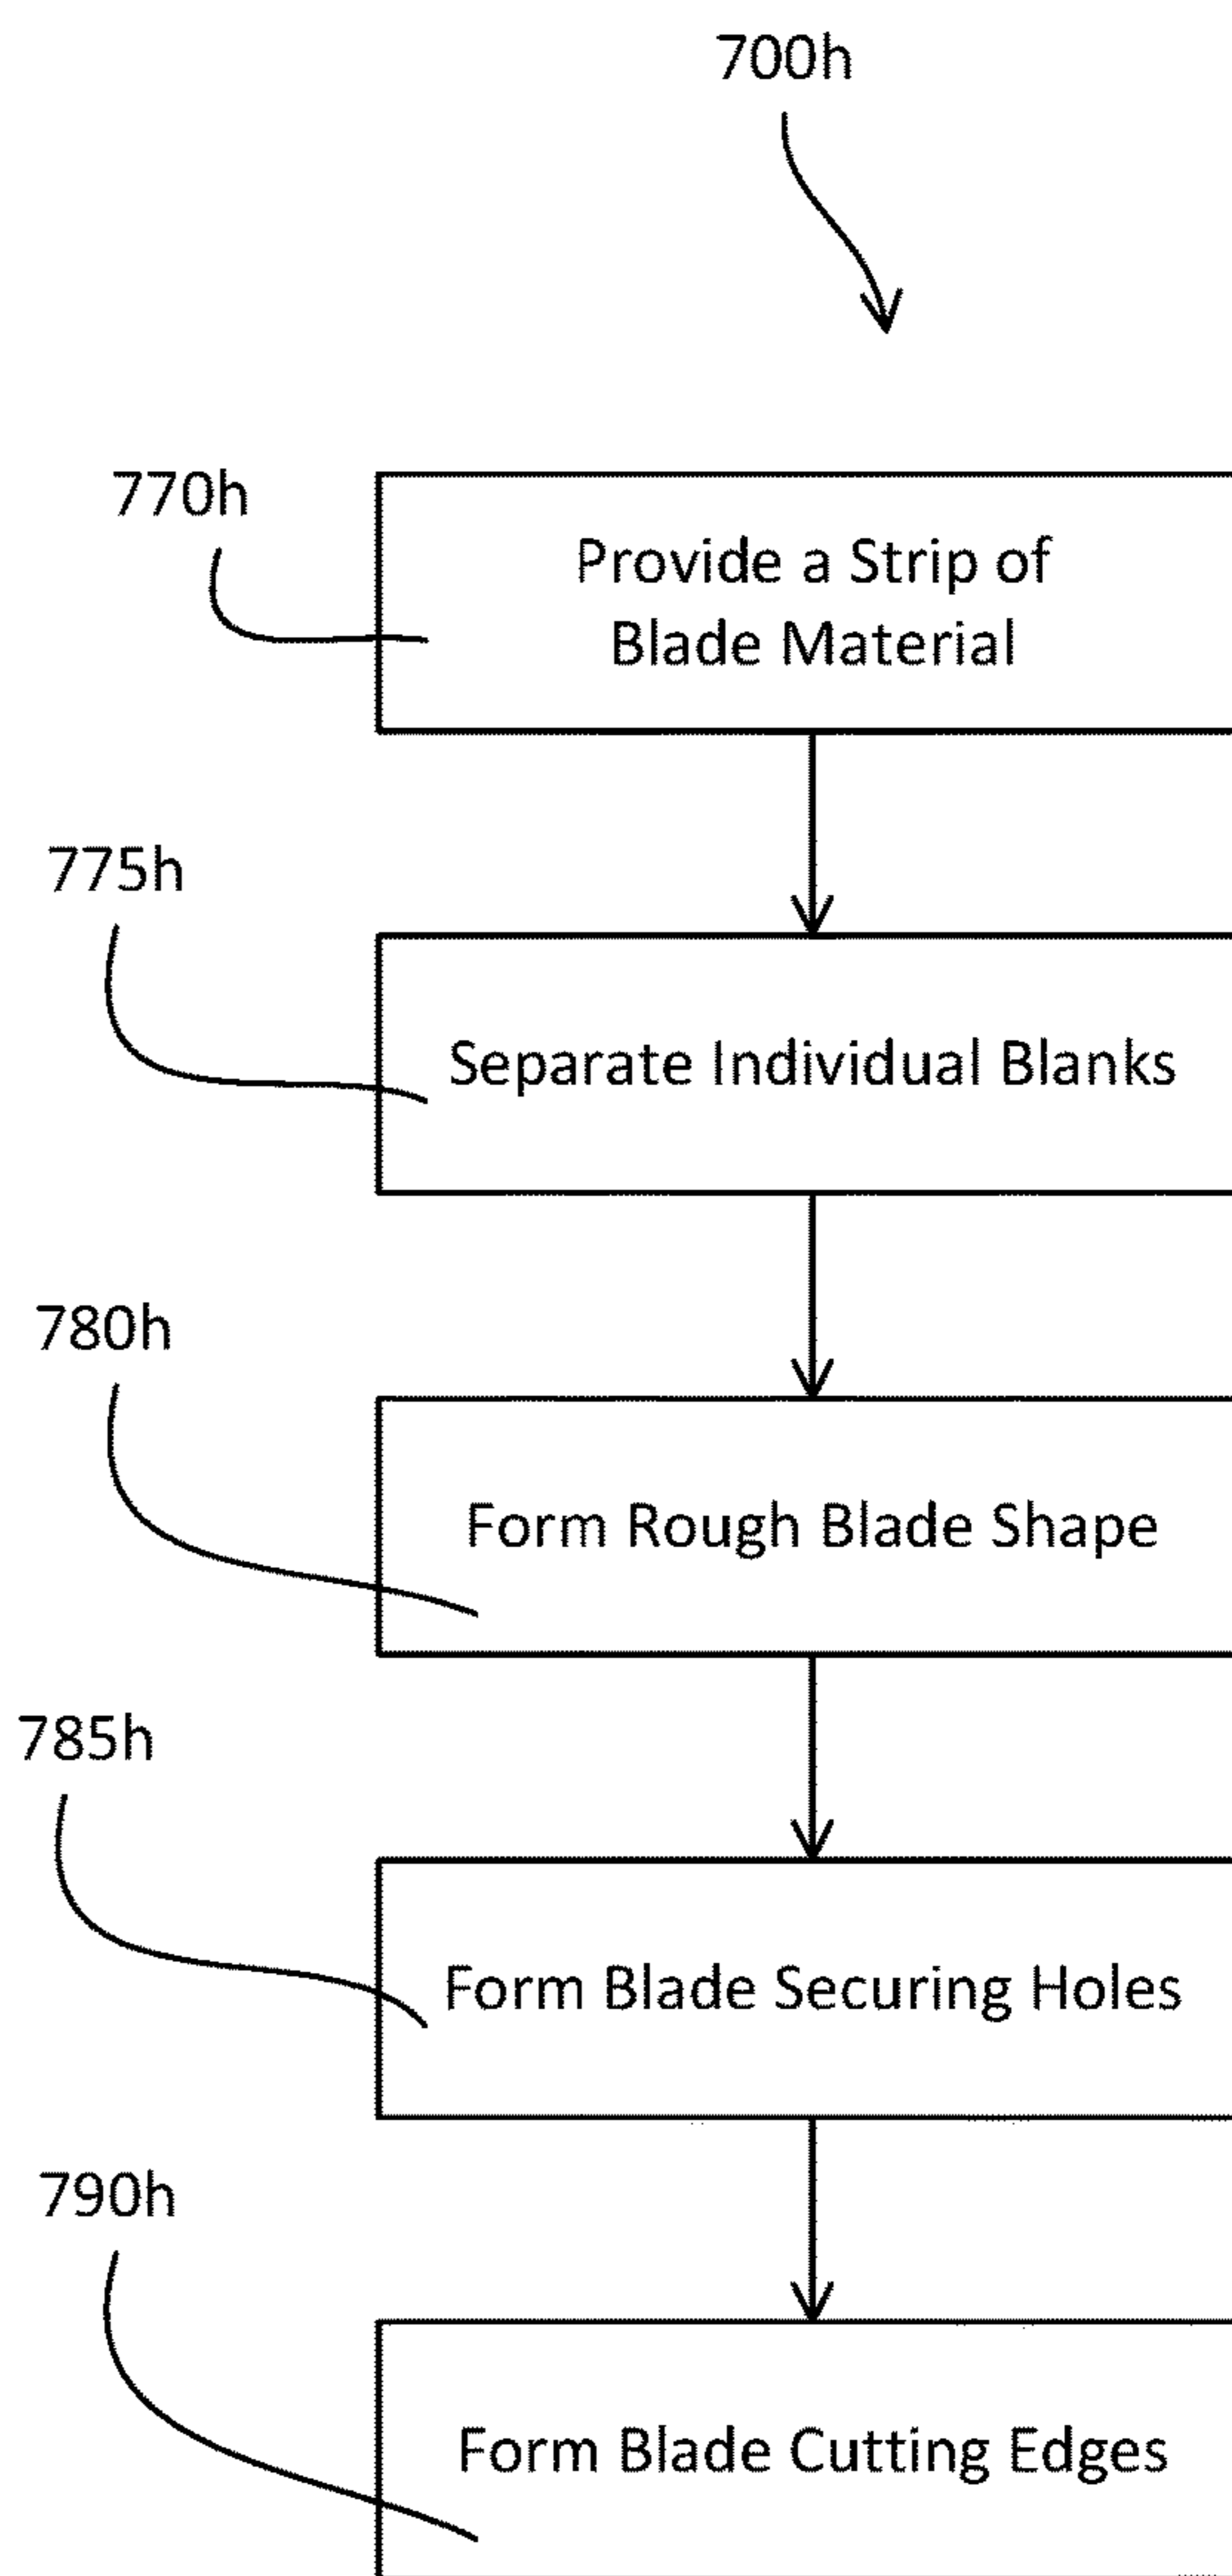 700h
770h
Provide a Strip of
Blade Material
775h
Separate Individual Blanks
780h
Form Rough Blade Shape
785h
Form Blade Securing Holes
790h
Form Blade Cutting Edges